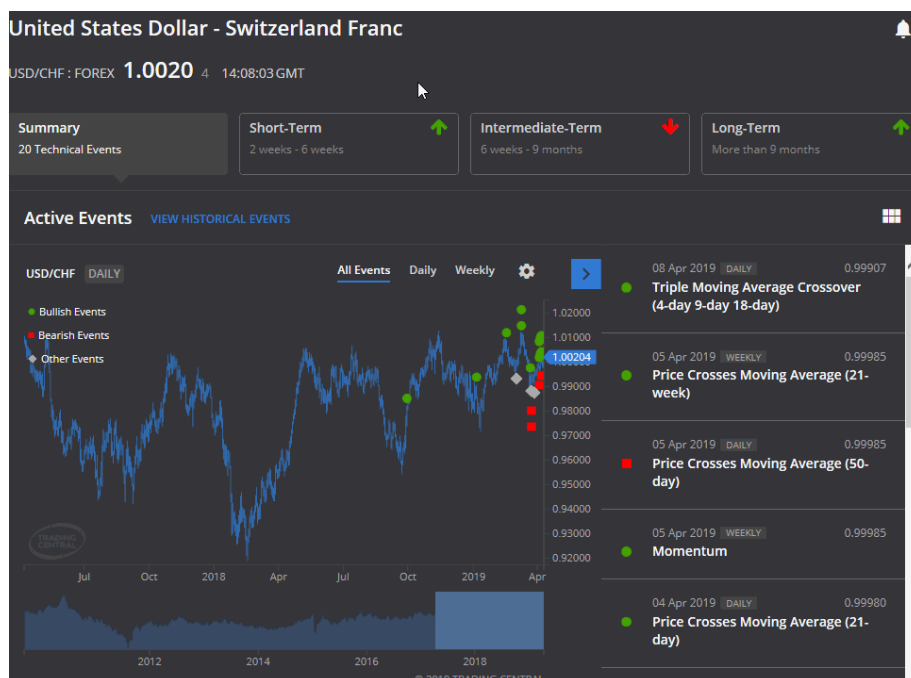 United States Dollar - Switzerland Franc
USD/CHF : FOREX 1.0020 4 14:08:03 GMT
Summary
20 Technical Events
Short-Term
2 weeks - 6 weeks
Intermediate-Term
6 weeks - 9 months
Long-Term
More than 9 months
Active Events VIEW HISTORICAL EVENTS
USD/CHF DAILY
All Events Daily Weekly
Bullish Events
Bearish Events
Other Events
1.02000
1.01000
1.00204
0.99000
0.98000
0.97000
0.96000
0.95000
0.94000
0.93000
0.92000
TRADING
CENTRAL
Jul Oct 2018 Apr Jul Oct 2019 Apr
2012 2014 2016 2018
© 2019 TRADING CENTRAL
08 Apr 2019 DAILY 0.99907
Triple Moving Average Crossover
(4-day 9-day 18-day)
05 Apr 2019 WEEKLY 0.99985
Price Crosses Moving Average (21-
week)
05 Apr 2019 DAILY 0.99985
Price Crosses Moving Average (50-
day)
05 Apr 2019 WEEKLY 0.99985
Momentum
04 Apr 2019 DAILY 0.99980
Price Crosses Moving Average (21-
day)